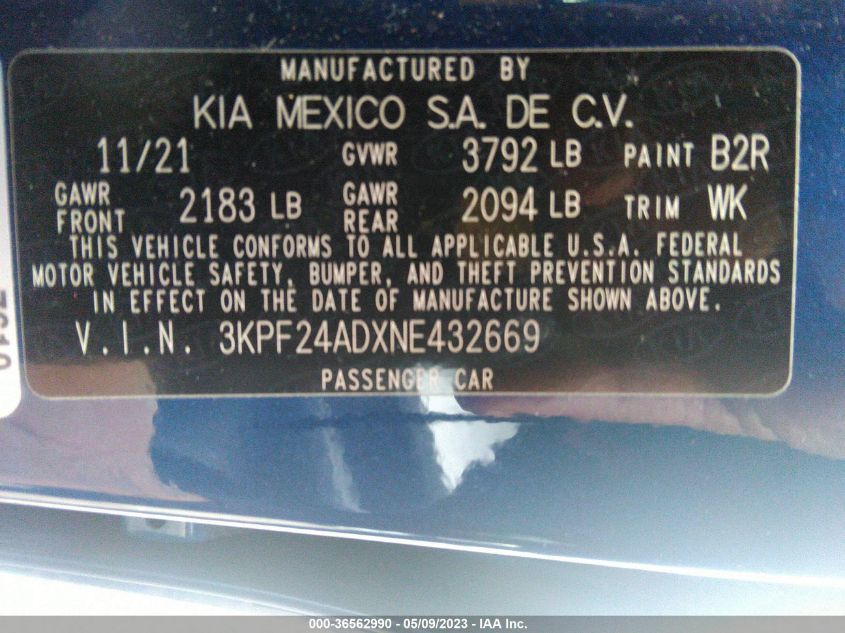 MANUFACTURED BY
KIA MEXICO S.A. DE C.V.
11/21 GVWR 3792 LB PAINT B2R
GAWR FRONT 2183 LB GAWR REAR 2094 LB TRIM WK
THIS VEHICLE CONFORMS TO ALL APPLICABLE U.S.A. FEDERAL
MOTOR VEHICLE SAFETY, BUMPER, AND THEFT PREVENTION STANDARDS
IN EFFECT ON THE DATE OF MANUFACTURE SHOWN ABOVE.
V.I.N. 3KPF24ADXNE432669
PASSENGER CAR
000-36562990 - 05/09/2023 - IAA Inc.